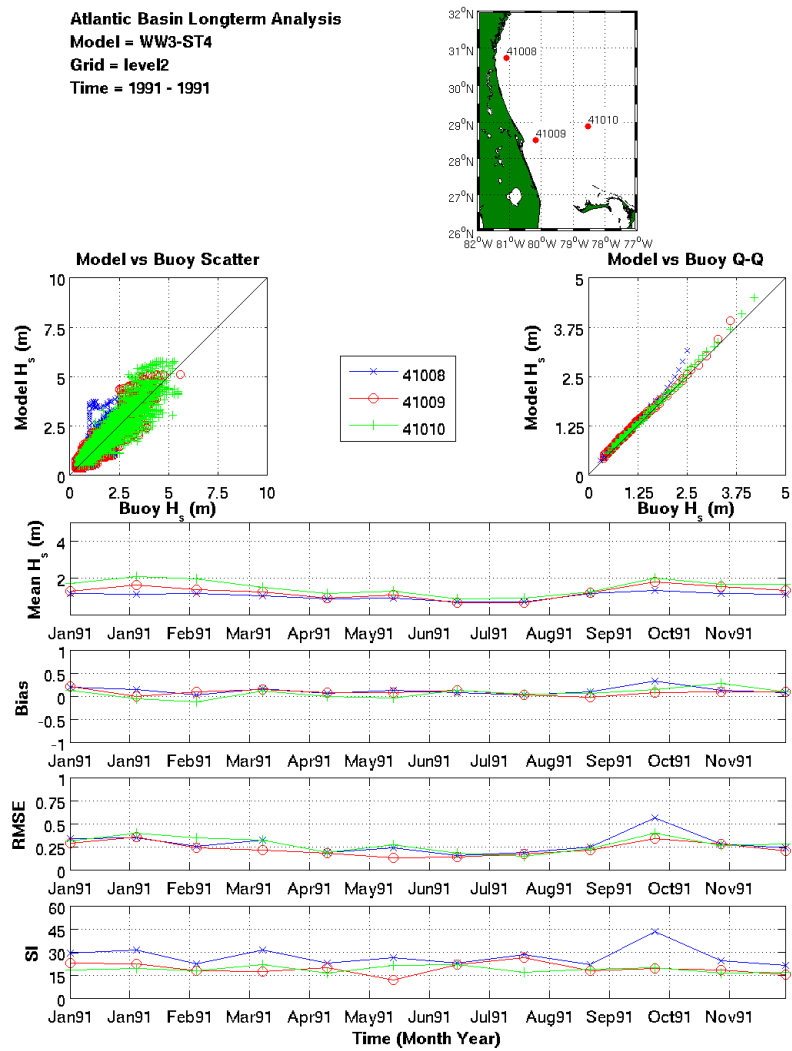 Atlantic Basin Longterm Analysis
Model = WW3-ST4
Grid = level2
Time = 1991 - 1991
32°N
31°N
30°N
29°N
28°N
27°N
26°N
82°W 81°W 80°W 79°W 78°W 77°W
41008
41009
41010
Model vs Buoy Scatter
Model H_s (m)
10
7.5
5
2.5
0
0 2.5 5 7.5 10
Buoy H_s (m)
41008
41009
41010
Model vs Buoy Q-Q
Model H_s (m)
5
3.75
2.5
1.25
0
0 1.25 2.5 3.75 5
Buoy H_s (m)
Mean H_s (m)
4
2
Jan91 Jan91 Feb91 Mar91 Apr91 May91 Jun91 Jul91 Aug91 Sep91 Oct91 Nov91
Bias
1
0.5
0
-0.5
-1
Jan91 Jan91 Feb91 Mar91 Apr91 May91 Jun91 Jul91 Aug91 Sep91 Oct91 Nov91
RMSE
1
0.75
0.5
0.25
0
Jan91 Jan91 Feb91 Mar91 Apr91 May91 Jun91 Jul91 Aug91 Sep91 Oct91 Nov91
SI
60
45
30
15
0
Jan91 Jan91 Feb91 Mar91 Apr91 May91 Jun91 Jul91 Aug91 Sep91 Oct91 Nov91
Time (Month Year)